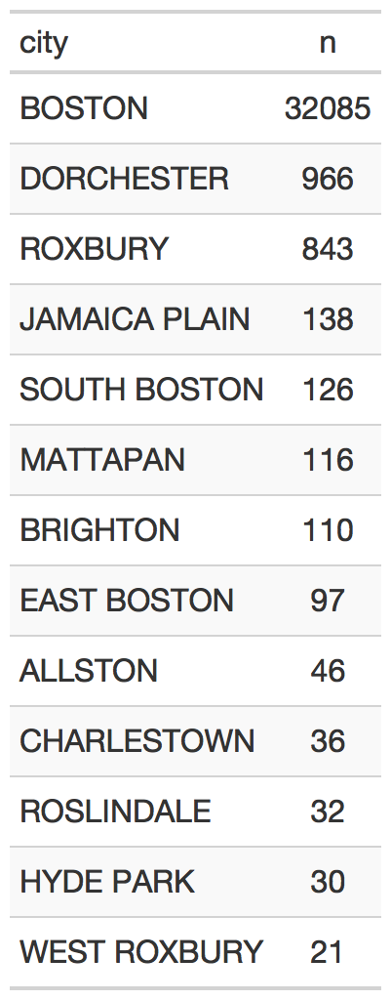 city n
BOSTON 32085
DORCHESTER 966
ROXBURY 843
JAMAICA PLAIN 138
SOUTH BOSTON 126
MATTAPAN 116
BRIGHTON 110
EAST BOSTON 97
ALLSTON 46
CHARLESTOWN 36
ROSLINDALE 32
HYDE PARK 30
WEST ROXBURY 21